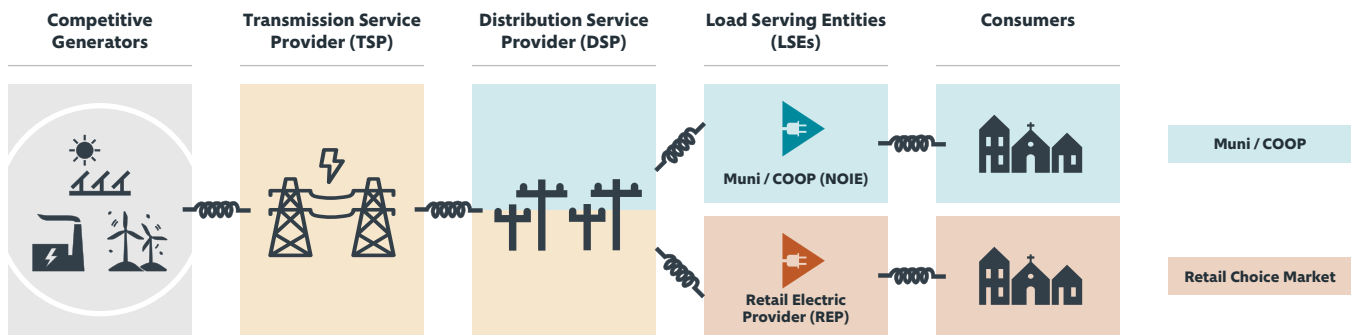 Competitive
Generators
Transmission Service
Provider (TSP)
Distribution Service
Provider (DSP)
Load Serving Entities
(LSEs)
Consumers
Muni / COOP (NOIE)
Retail Electric
Provider (REP)
Muni / COOP
Retail Choice Market